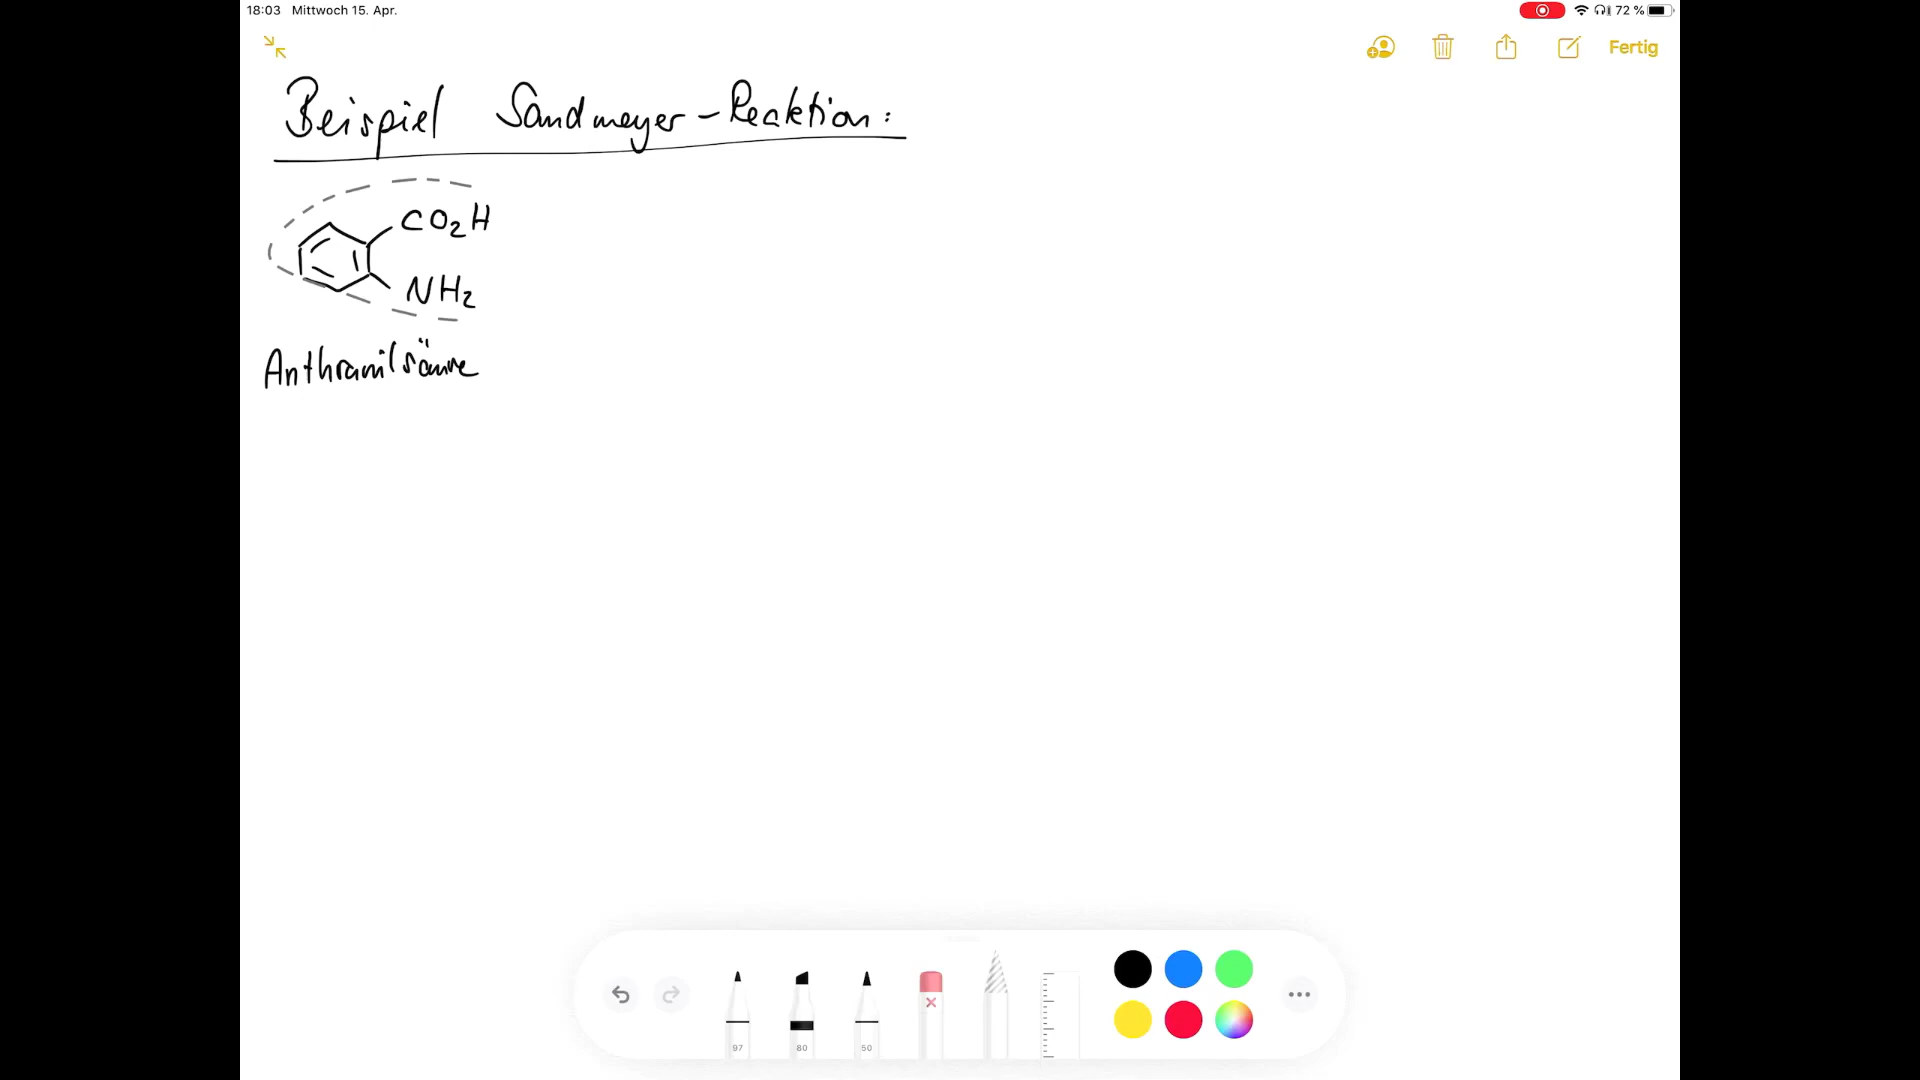 18:03 Mittwoch 15. Apr. 72 %
Fertig
Beispiel Sandmeyer-Reaktion:
CO₂H
NH₂
Anthranilsäure
97 80 50